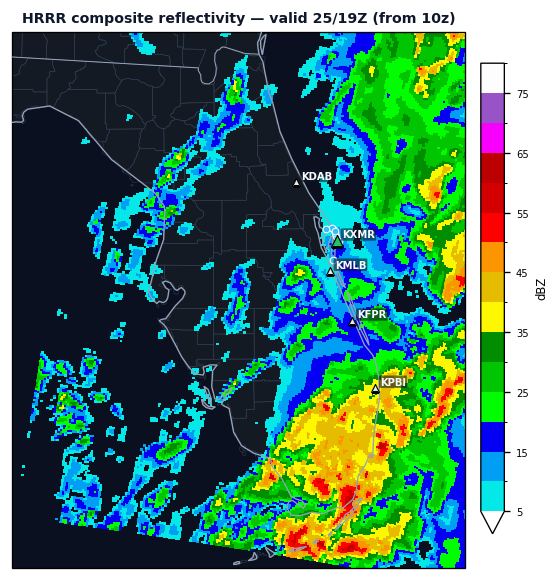 HRRR composite reflectivity — valid 25/19Z (from 10z)
KDAB
KXMR
KMLB
KFPR
KPBI
75
65
55
45
35
25
15
5
dBZ